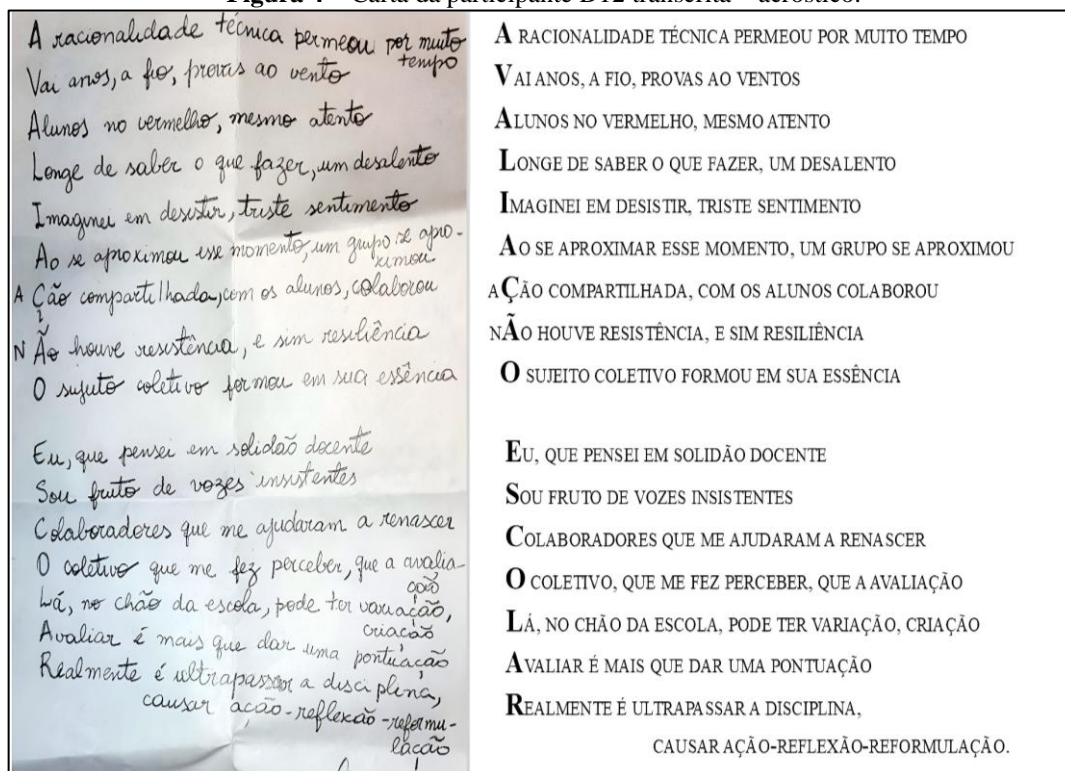 Figura 4 – Carta da participante D12 transcrita – acróstico.
A racionalidade técnica permeou por muito
tempo
Vai anos, a fio, provas ao vento
Alunos no vermelho, mesmo atento
Longe de saber o que fazer, um desalento
Imaginei em desistir, triste sentimento
Ao se aproximou esse momento, um grupo se apro-
ximou
A Ção compartilhada, com os alunos, colaborou
N Ão houve resistência, e sim resiliência
O sujeito coletivo formou em sua essência
Eu, que pensei em solidão docente
Sou fruto de vozes insistentes
Colaboradores que me ajudaram a renascer
O coletivo que me fez perceber, que a avalia-
ção
Lá, no chão da escola, pode ter variação,
criação
Avaliar é mais que dar uma pontuação
Realmente é ultrapassar a disciplina,
causar ação-reflexão-reformu-
lação
A RACIONALIDADE TÉCNICA PERMEOU POR MUITO TEMPO
VAI ANOS, A FIO, PROVAS AO VENTOS
ALUNOS NO VERMELHO, MESMO ATENTO
LONGE DE SABER O QUE FAZER, UM DESALENTO
IMAGINEI EM DESISTIR, TRISTE SENTIMENTO
AO SE APROXIMAR ESSE MOMENTO, UM GRUPO SE APROXIMOU
AÇÃO COMPARTILHADA, COM OS ALUNOS COLABOROU
NÃO HOUVE RESISTÊNCIA, E SIM RESILIÊNCIA
O SUJEITO COLETIVO FORMOU EM SUA ESSÊNCIA
EU, QUE PENSEI EM SOLIDÃO DOCENTE
SOU FRUTO DE VOZES INSISTENTES
COLABORADORES QUE ME AJUDARAM A RENASCER
O COLETIVO, QUE ME FEZ PERCEBER, QUE A AVALIAÇÃO
LÁ, NO CHÃO DA ESCOLA, PODE TER VARIAÇÃO, CRIAÇÃO
AVALIAR É MAIS QUE DAR UMA PONTUAÇÃO
REALMENTE É ULTRAPASSAR A DISCIPLINA,
CAUSAR AÇÃO-REFLEXÃO-REFORMULAÇÃO.